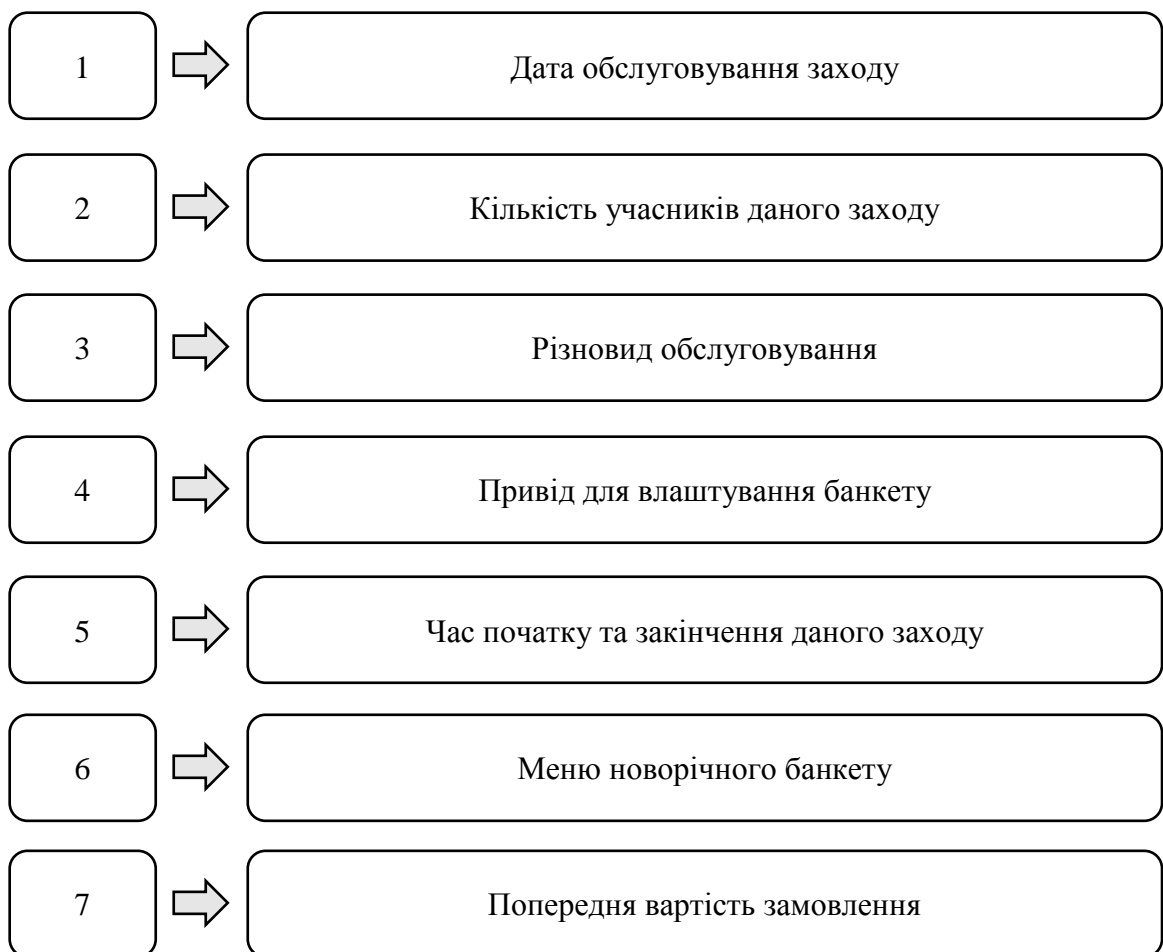 1 Дата обслуговування заходу
2 Кількість учасників даного заходу
3 Різновид обслуговування
4 Привід для влаштування банкету
5 Час початку та закінчення даного заходу
6 Меню новорічного банкету
7 Попередня вартість замовлення